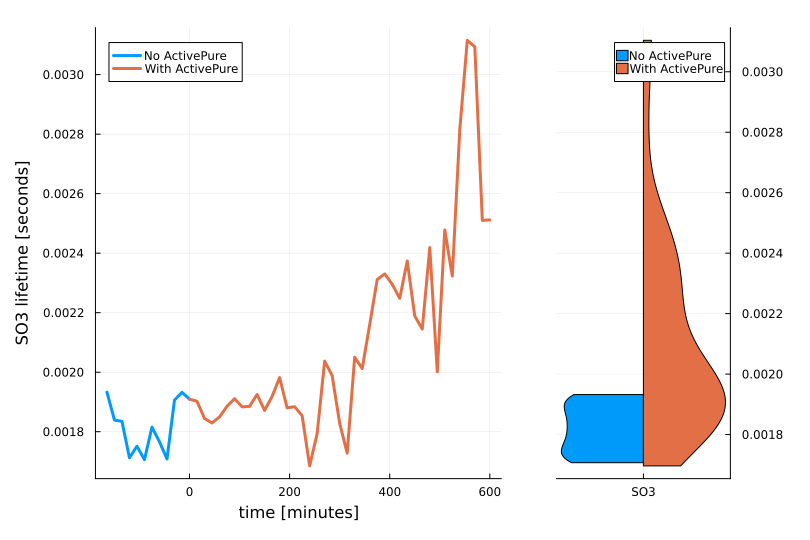 No ActivePure
With ActivePure
0.0030
0.0028
0.0026
0.0024
0.0022
0.0020
0.0018
SO3 lifetime [seconds]
0
200
400
600
time [minutes]
No ActivePure
With ActivePure
0.0030
0.0028
0.0026
0.0024
0.0022
0.0020
0.0018
SO3